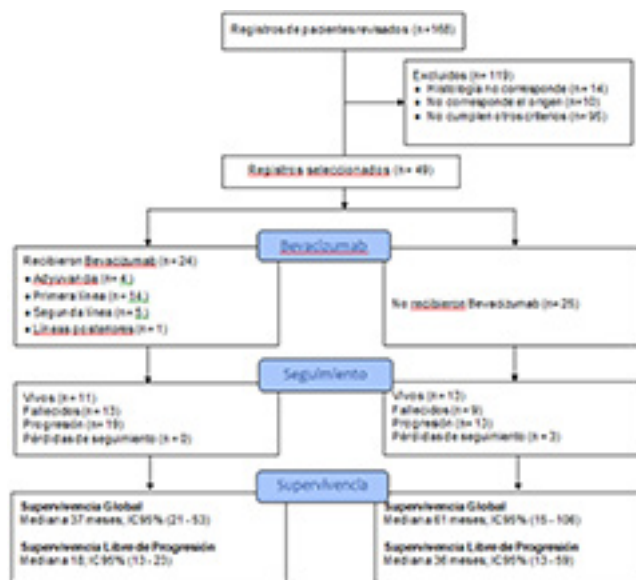 Registros de pacientes revisados (n=168)
Excluidos (n= 119)
● Histología no corresponde (n= 14)
● No corresponde el origen (n=10)
● No cumplen otros criterios (n= 95)
Registros seleccionados (n= 49)
Bevacizumab
Recibieron Bevacizumab (n= 24)
● Adyuvancia (n= 4)
● Primera línea (n= 14)
● Segunda línea (n= 5)
● Líneas posteriores (n= 1)
No recibieron Bevacizumab (n= 25)
Seguimiento
Vivos (n= 11)
Fallecidos (n= 13)
Progresión (n= 19)
Pérdidas de seguimiento (n= 0)
Vivos (n= 13)
Fallecidos (n= 9)
Progresión (n= 13)
Pérdidas de seguimiento (n= 3)
Supervivencia
Supervivencia Global
Mediana 37 meses, IC95% (21 - 53)
Supervivencia Libre de Progresión
Mediana 18, IC95% (13 - 23)
Supervivencia Global
Mediana 61 meses, IC95% (15 - 106)
Supervivencia Libre de Progresión
Mediana 36 meses, IC95% (13 - 59)